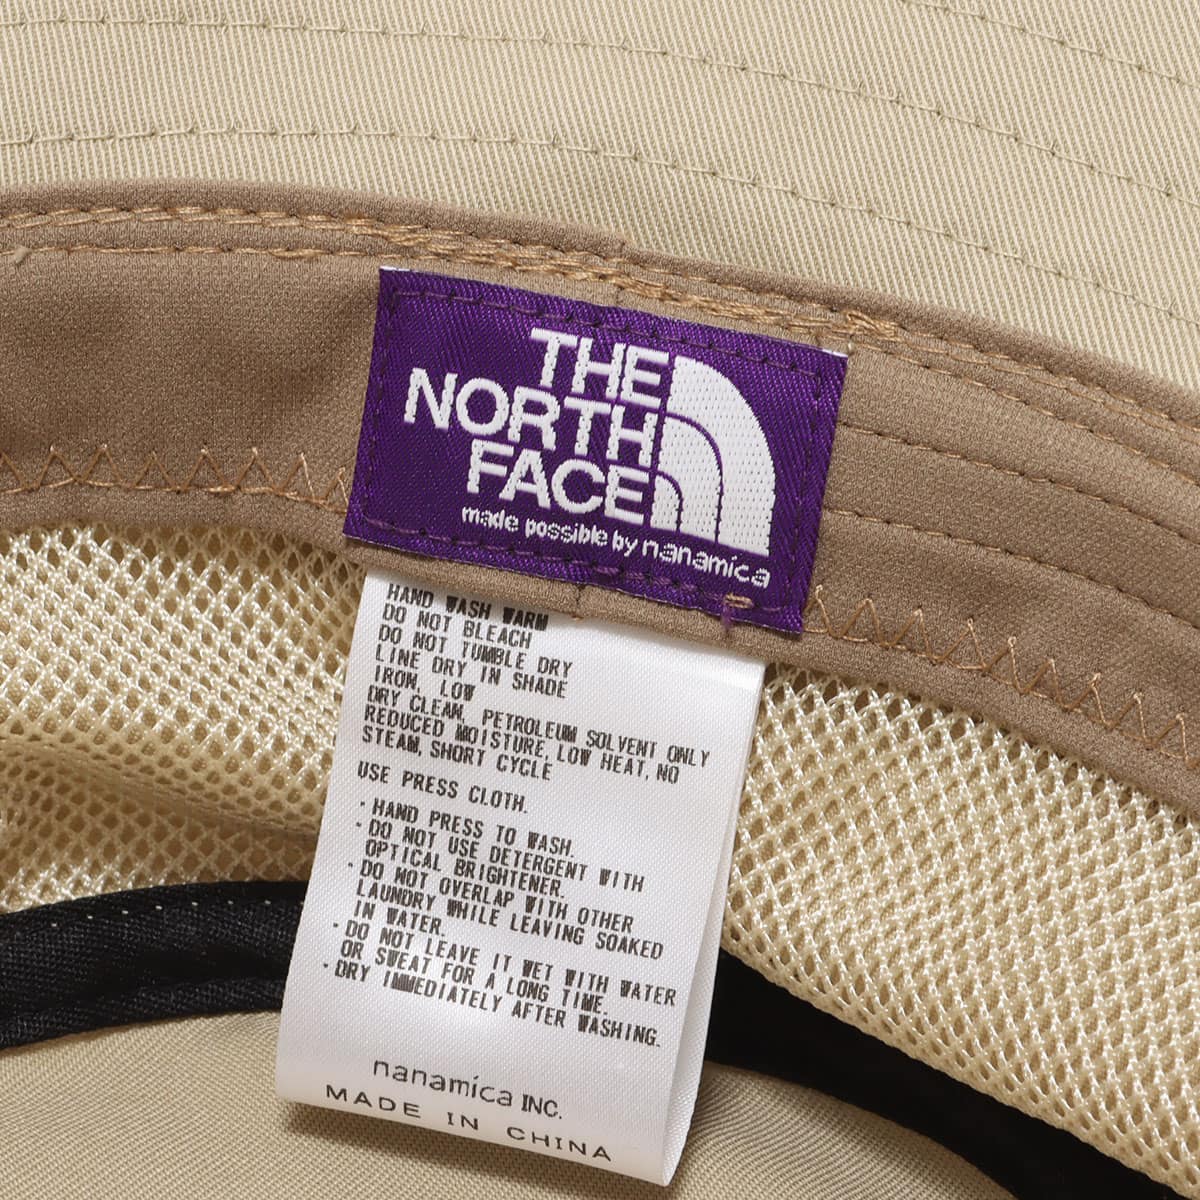 THE
NORTH
FACE
made possible by nanamica
HAND WASH WARM
DO NOT BLEACH
DO NOT TUMBLE DRY
LINE DRY IN SHADE
IRON, LOW
DRY CLEAN, PETROLEUM SOLVENT ONLY
REDUCED MOISTURE, LOW HEAT, NO
STEAM, SHORT CYCLE
USE PRESS CLOTH.
・HAND PRESS TO WASH.
・DO NOT USE DETERGENT WITH
OPTICAL BRIGHTENER.
・DO NOT OVERLAP WITH OTHER
LAUNDRY WHILE LEAVING SOAKED
IN WATER.
・DO NOT LEAVE IT WET WITH WATER
OR SWEAT FOR A LONG TIME.
・DRY IMMEDIATELY AFTER WASHING.
nanamica INC.
MADE IN CHINA